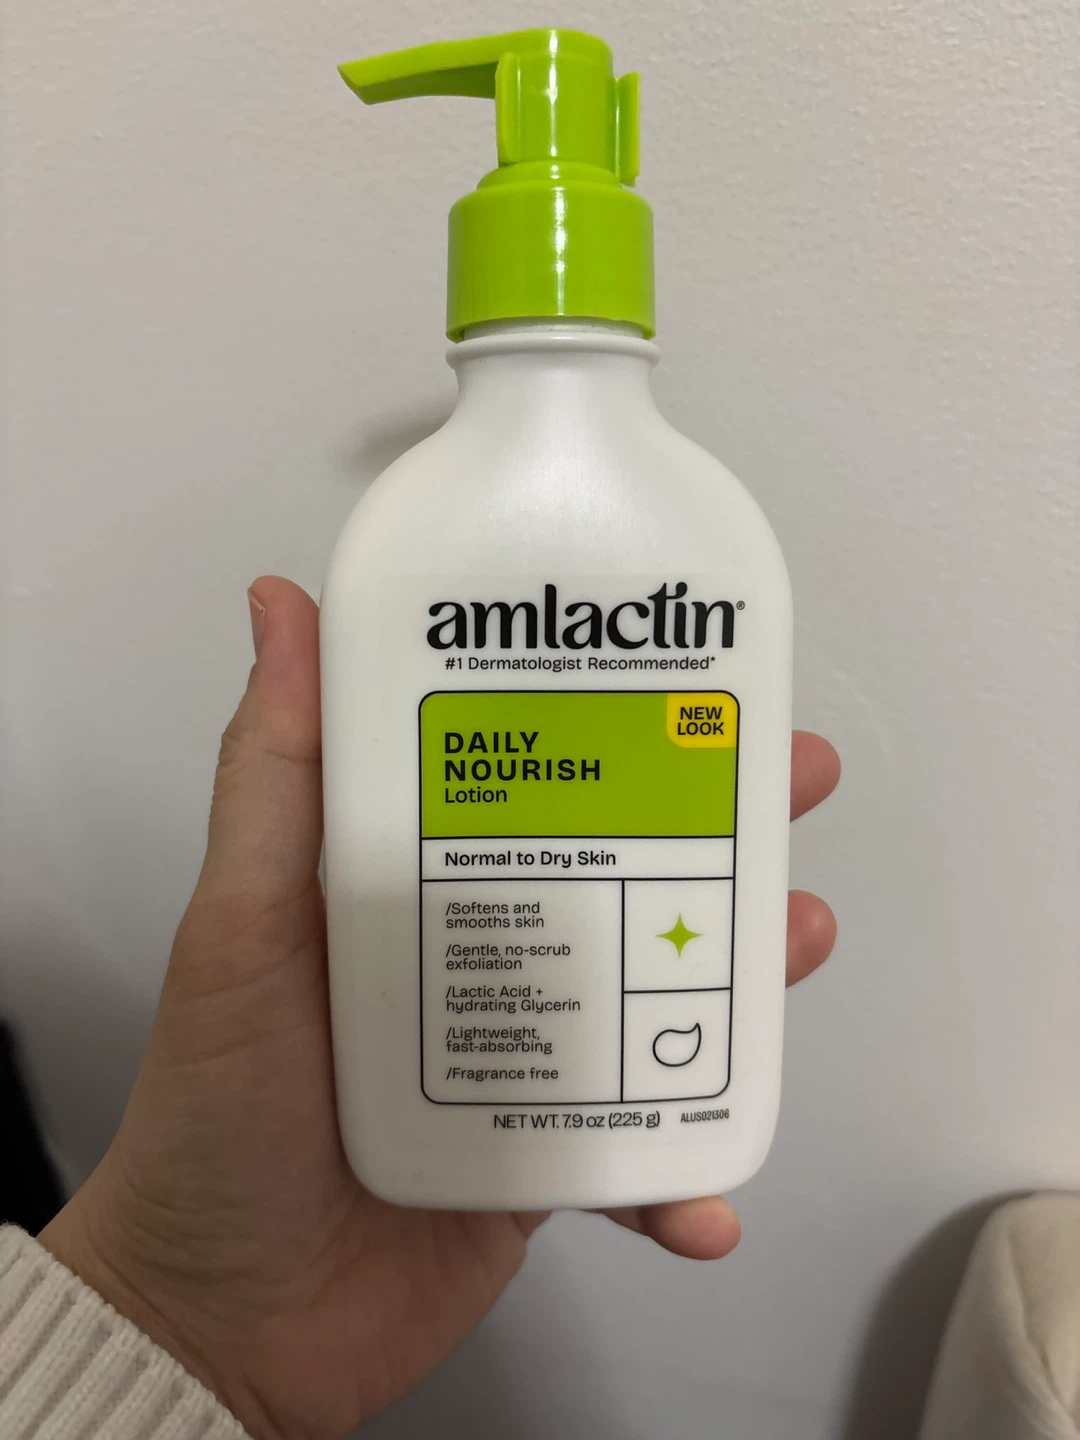 amlactin®
#1 Dermatologist Recommended*
NEW
LOOK
DAILY
NOURISH
Lotion
Normal to Dry Skin
/Softens and
smooths skin
/Gentle, no-scrub
exfoliation
/Lactic Acid +
hydrating Glycerin
/Lightweight,
fast-absorbing
/Fragrance free
NET WT. 7.9 oz (225 g)
ALUS021306